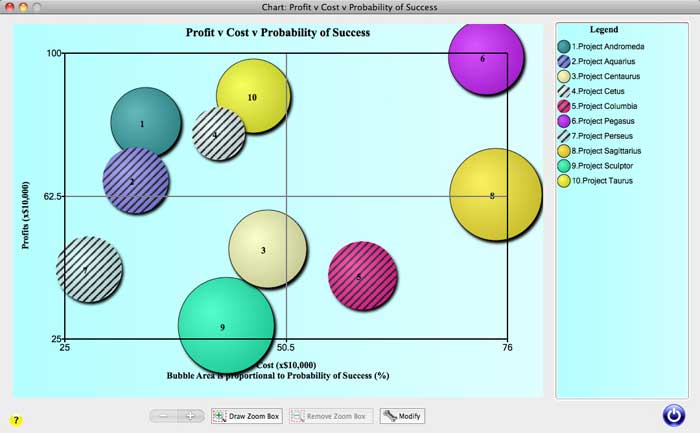 Chart: Profit v Cost v Probability of Success
Profit v Cost v Probability of Success
100
62.5
25
Profits (x$10,000)
1
2
3
4
5
6
7
8
9
10
25
50.5
76
Cost (x$10,000)
Bubble Area is proportional to Probability of Success (%)
Legend
1.Project Andromeda
2.Project Aquarius
3.Project Centaurus
4.Project Cetus
5.Project Columbia
6.Project Pegasus
7.Project Perseus
8.Project Sagittarius
9.Project Sculptor
10.Project Taurus
?
− +
Draw Zoom Box
Remove Zoom Box
Modify